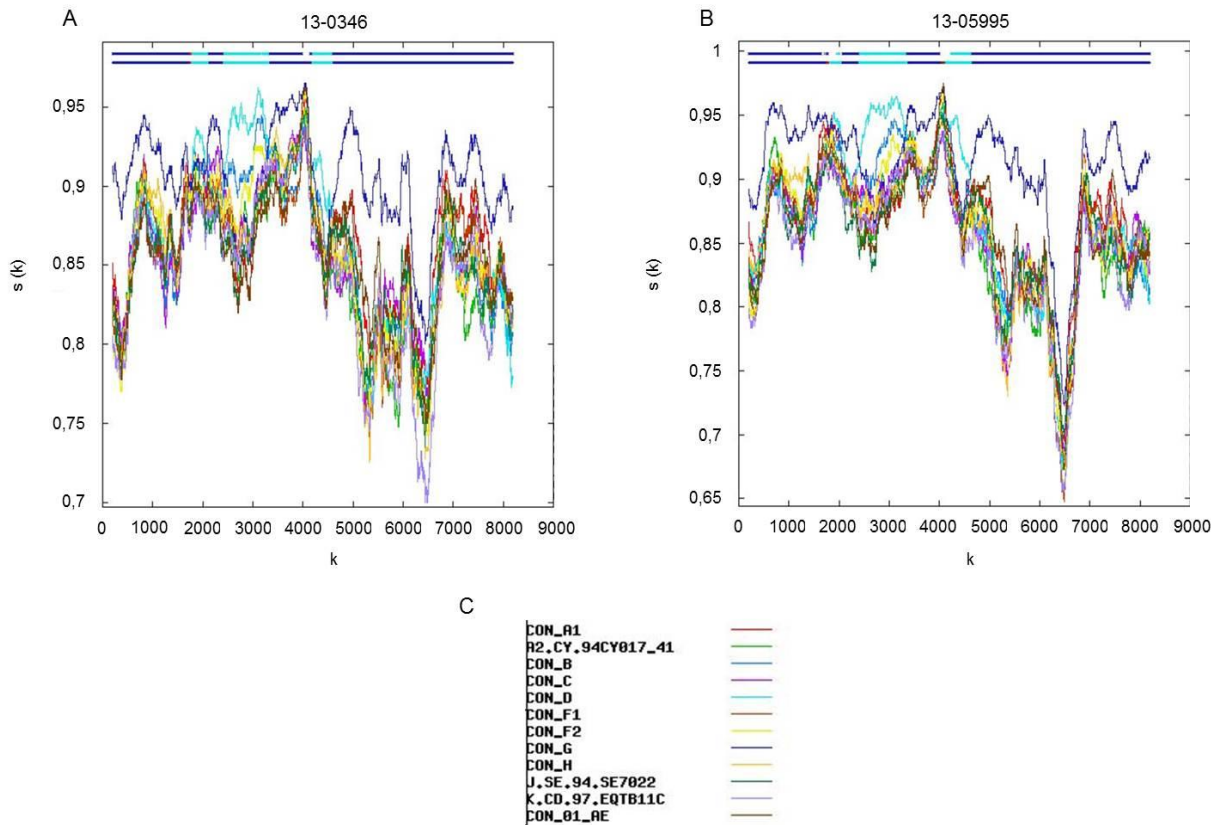 A
13-0346
0,95
0,9
s (k)
0,85
0,8
0,75
0,7
0 1000 2000 3000 4000 5000 6000 7000 8000 9000
k
B
13-05995
1
0,95
0,9
s (k)
0,85
0,8
0,75
0,7
0,65
0 1000 2000 3000 4000 5000 6000 7000 8000 9000
k
C
CON_A1
A2.CY.94CY017_41
CON_B
CON_C
CON_D
CON_F1
CON_F2
CON_G
CON_H
J.SE.94.SE7022
K.CD.97.EQTB11C
CON_01_AE